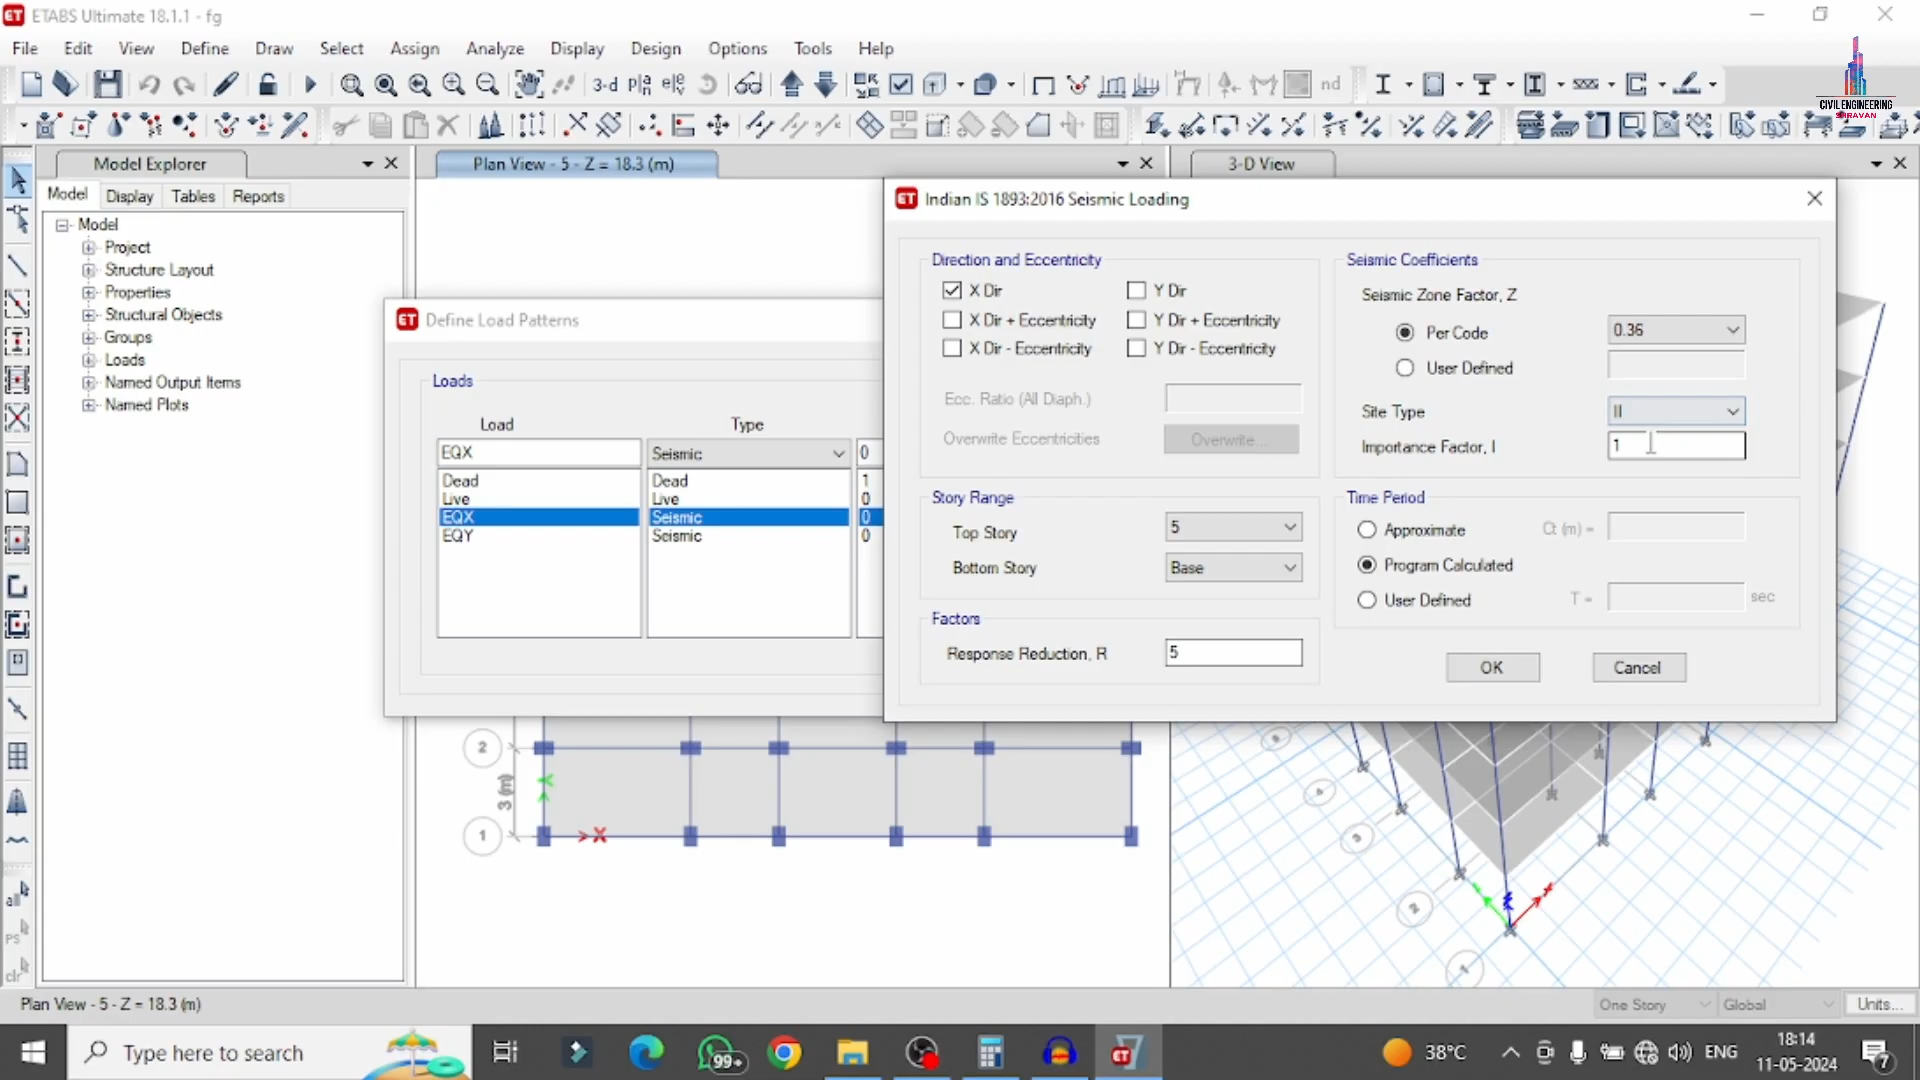 ETABS Ultimate 18.1.1 - fg
File Edit View Define Draw Select Assign Analyze Display Design Options Tools Help
3-d
nd
CIVIL ENGINEERING
SHRAVAN
Model Explorer
Plan View - 5 - Z = 18.3 (m)
3-D View
Model Display Tables Reports
Model
Project
Structure Layout
Properties
Structural Objects
Groups
Loads
Named Output Items
Named Plots
Define Load Patterns
Loads
Load Type
EQX Seismic 0
Dead Dead 1
Live Live 0
EQX Seismic 0
EQY Seismic 0
Indian IS 1893:2016 Seismic Loading
Direction and Eccentricity
X Dir Y Dir
X Dir + Eccentricity Y Dir + Eccentricity
X Dir - Eccentricity Y Dir - Eccentricity
Ecc. Ratio (All Diaph.)
Overwrite Eccentricities Overwrite...
Story Range
Top Story 5
Bottom Story Base
Factors
Response Reduction, R 5
Seismic Coefficients
Seismic Zone Factor, Z
Per Code 0.36
User Defined
Site Type II
Importance Factor, I 1
Time Period
Approximate Ct (m) =
Program Calculated
User Defined T = sec
OK Cancel
2
3 (m)
1
X
3
2
Plan View - 5 - Z = 18.3 (m)
One Story Global Units...
Type here to search
99+
38°C
ENG
18:14
11-05-2024
7